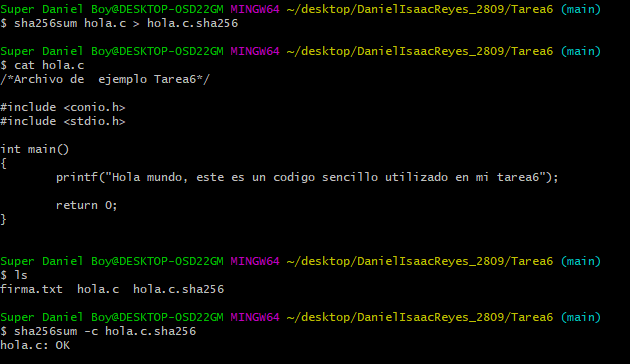 Super Daniel Boy@DESKTOP-OSD22GM MINGW64 ~/desktop/DanielIsaacReyes_2809/Tarea6 (main)
$ sha256sum hola.c > hola.c.sha256
Super Daniel Boy@DESKTOP-OSD22GM MINGW64 ~/desktop/DanielIsaacReyes_2809/Tarea6 (main)
$ cat hola.c
/*Archivo de  ejemplo Tarea6*/
#include <conio.h>
#include <stdio.h>
int main()
{
        printf("Hola mundo, este es un codigo sencillo utilizado en mi tarea6");
        return 0;
}
Super Daniel Boy@DESKTOP-OSD22GM MINGW64 ~/desktop/DanielIsaacReyes_2809/Tarea6 (main)
$ ls
firma.txt  hola.c  hola.c.sha256
Super Daniel Boy@DESKTOP-OSD22GM MINGW64 ~/desktop/DanielIsaacReyes_2809/Tarea6 (main)
$ sha256sum -c hola.c.sha256
hola.c: OK